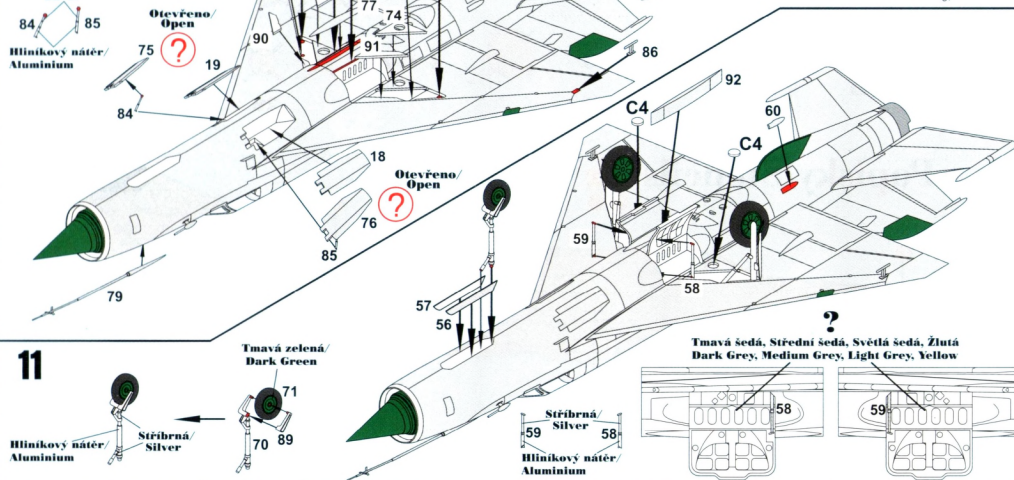 77
74
84
85
Otevřeno/
Open
?
90
91
Hliníkový nátěr/
Aluminium
75
19
86
92
84
C4
60
C4
18
Otevřeno/
Open
?
76
59
85
58
79
57
56
?
Tmavá šedá, Střední šedá, Světlá šedá, Žlutá
Dark Grey, Medium Grey, Light Grey, Yellow
11
Tmavá zelená/
Dark Green
71
58
59
Hliníkový nátěr/
Aluminium
Stříbrná/
Silver
70
89
Stříbrná/
Silver
59
58
Hliníkový nátěr/
Aluminium